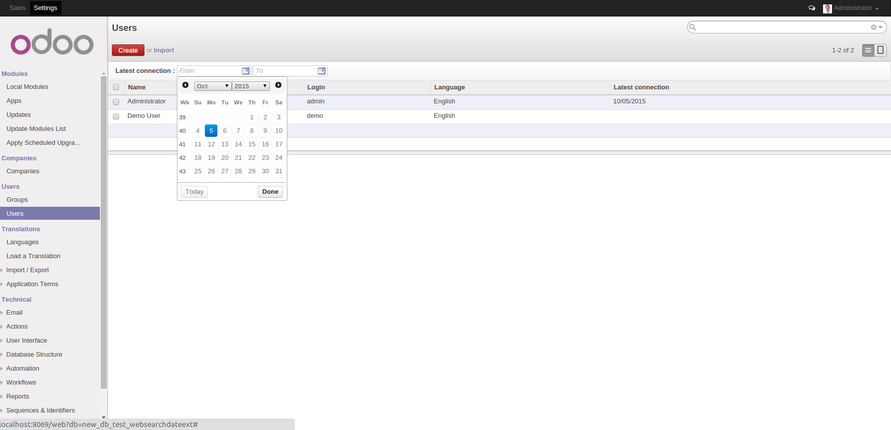 Sales Settings Administrator
odoo
Users
Create or Import
1-2 of 2
Latest connection : From To
Modules
Local Modules
Apps
Updates
Update Modules List
Apply Scheduled Upgra...
Companies
Companies
Users
Groups
Users
Translations
Languages
Load a Translation
Import / Export
Application Terms
Technical
Email
Actions
User Interface
Database Structure
Automation
Workflows
Reports
Sequences & Identifiers
Name Login Language Latest connection
Administrator admin English 10/05/2015
Demo User demo English
Oct 2015
Wk Su Mo Tu We Th Fr Sa
39 1 2 3
40 4 5 6 7 8 9 10
41 11 12 13 14 15 16 17
42 18 19 20 21 22 23 24
43 25 26 27 28 29 30 31
Today Done
localhost:8069/web?db=new_db_test_websearchdateext#